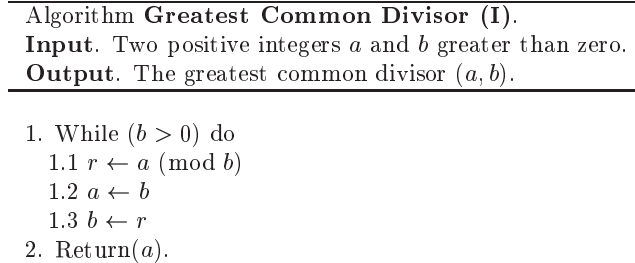 Algorithm Greatest Common Divisor (I).
Input. Two positive integers a and b greater than zero.
Output. The greatest common divisor (a, b).
1. While (b > 0) do
1.1 r ← a (mod b)
1.2 a ← b
1.3 b ← r
2. Return(a).